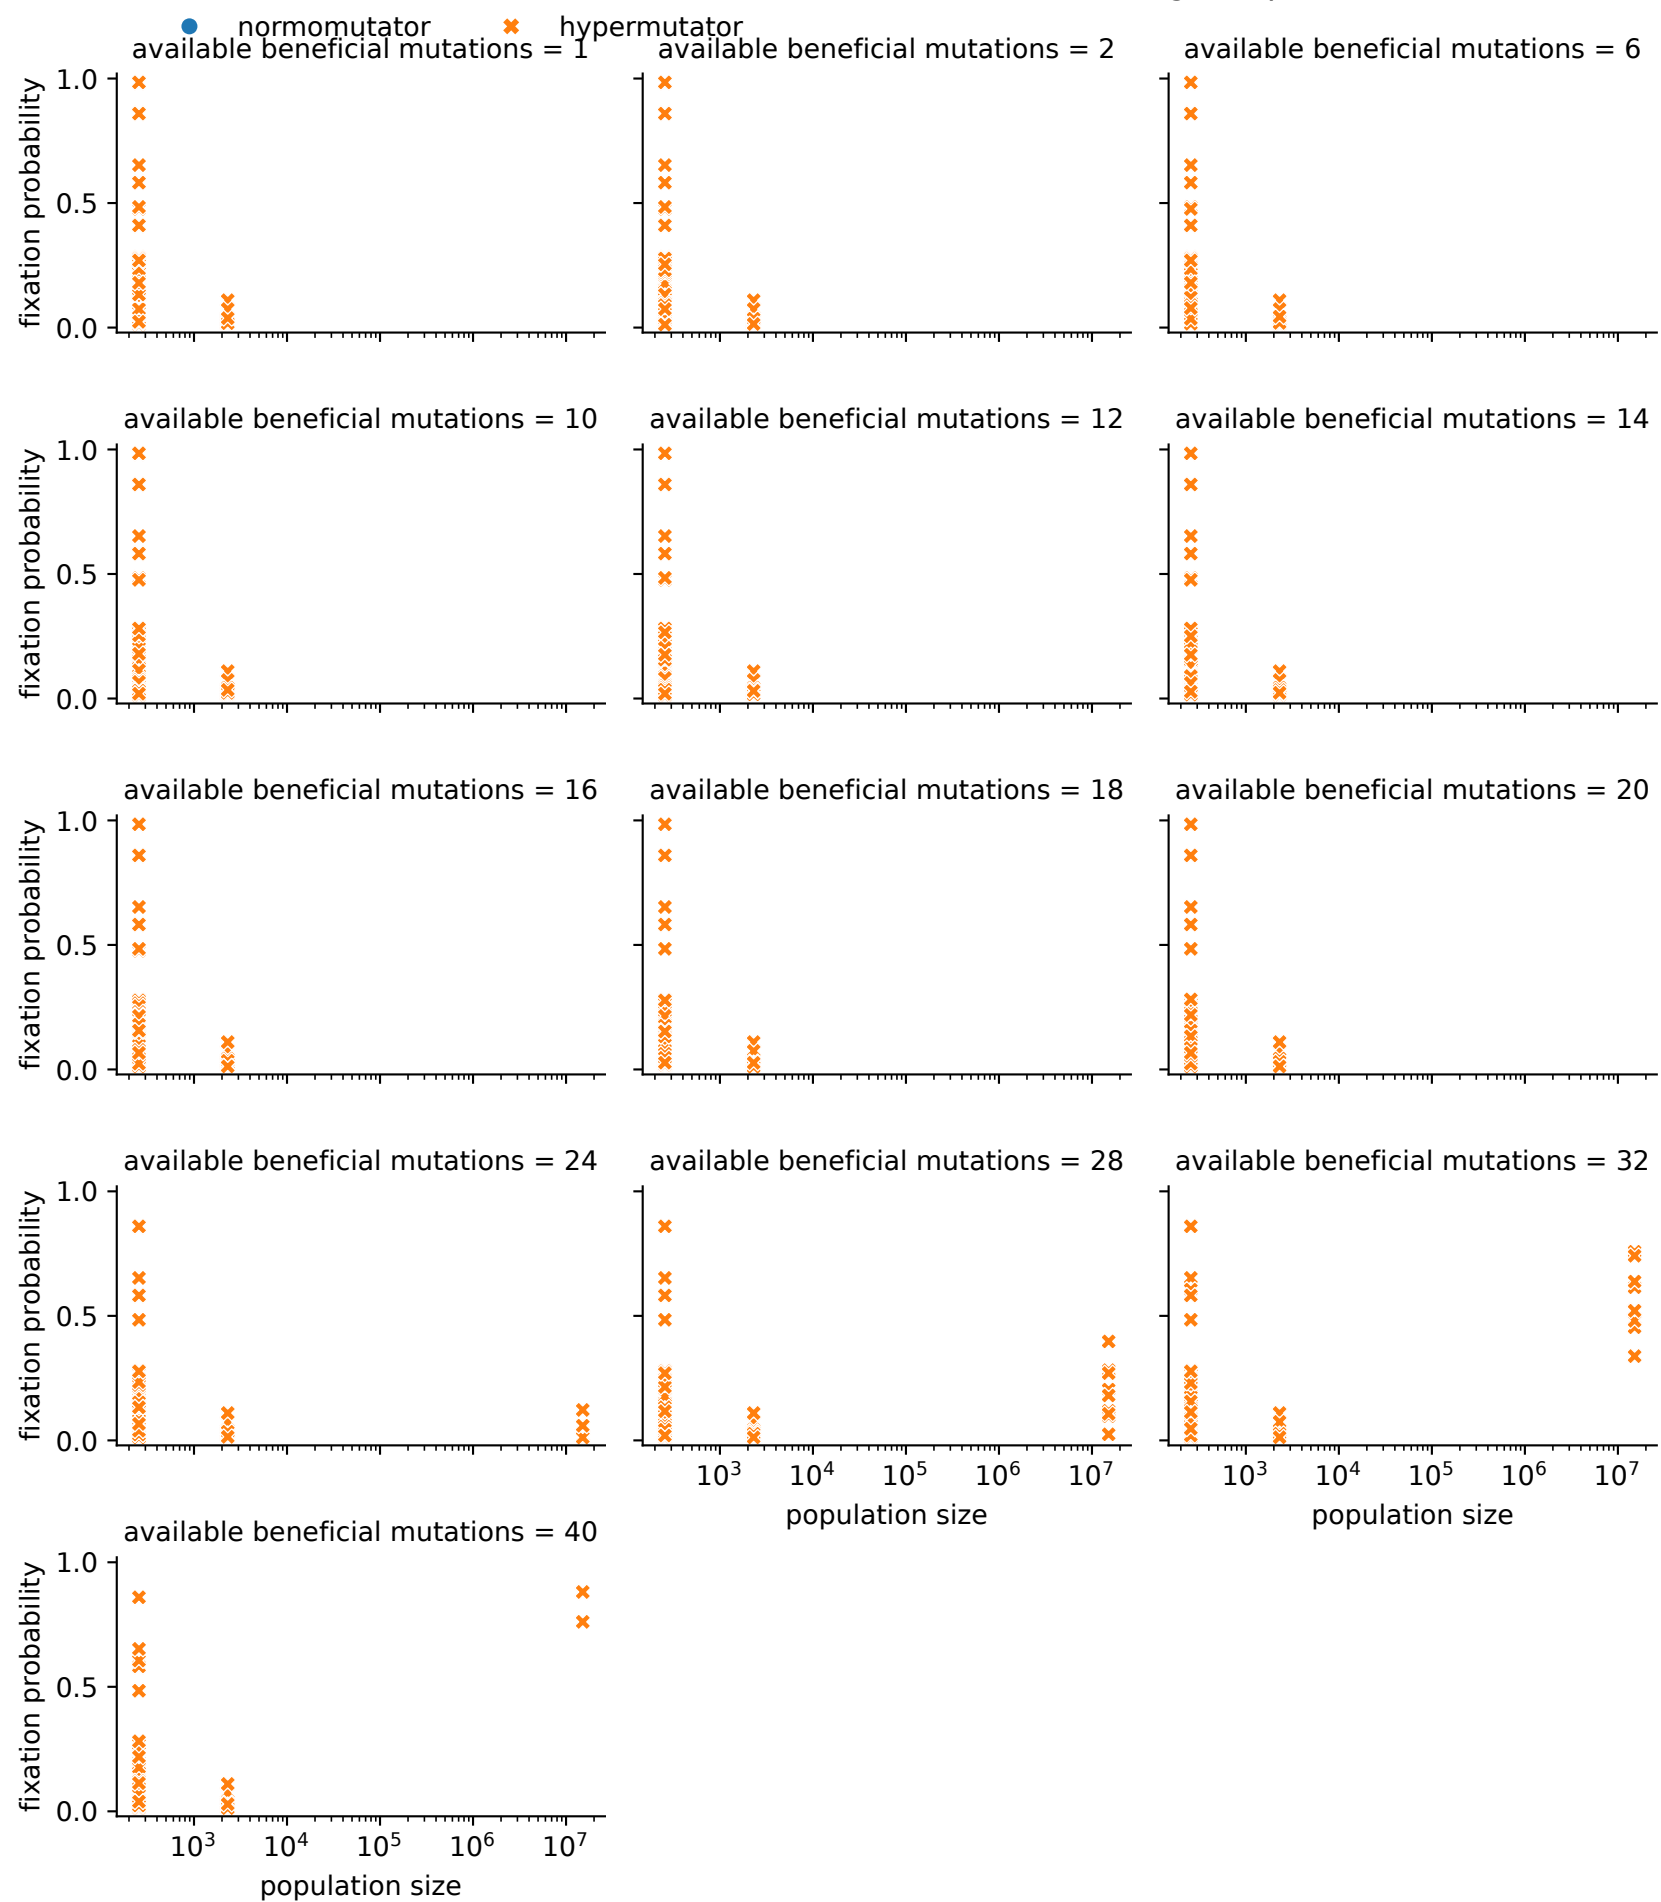 normomutator hypermutator
available beneficial mutations = 1 available beneficial mutations = 2 available beneficial mutations = 6
1.0
0.5
0.0
fixation probability
available beneficial mutations = 10 available beneficial mutations = 12 available beneficial mutations = 14
1.0
0.5
0.0
fixation probability
available beneficial mutations = 16 available beneficial mutations = 18 available beneficial mutations = 20
1.0
0.5
0.0
fixation probability
available beneficial mutations = 24 available beneficial mutations = 28 available beneficial mutations = 32
1.0
0.5
0.0
fixation probability
10³ 10⁴ 10⁵ 10⁶ 10⁷ 10³ 10⁴ 10⁵ 10⁶ 10⁷
population size population size
available beneficial mutations = 40
1.0
0.5
0.0
fixation probability
10³ 10⁴ 10⁵ 10⁶ 10⁷
population size